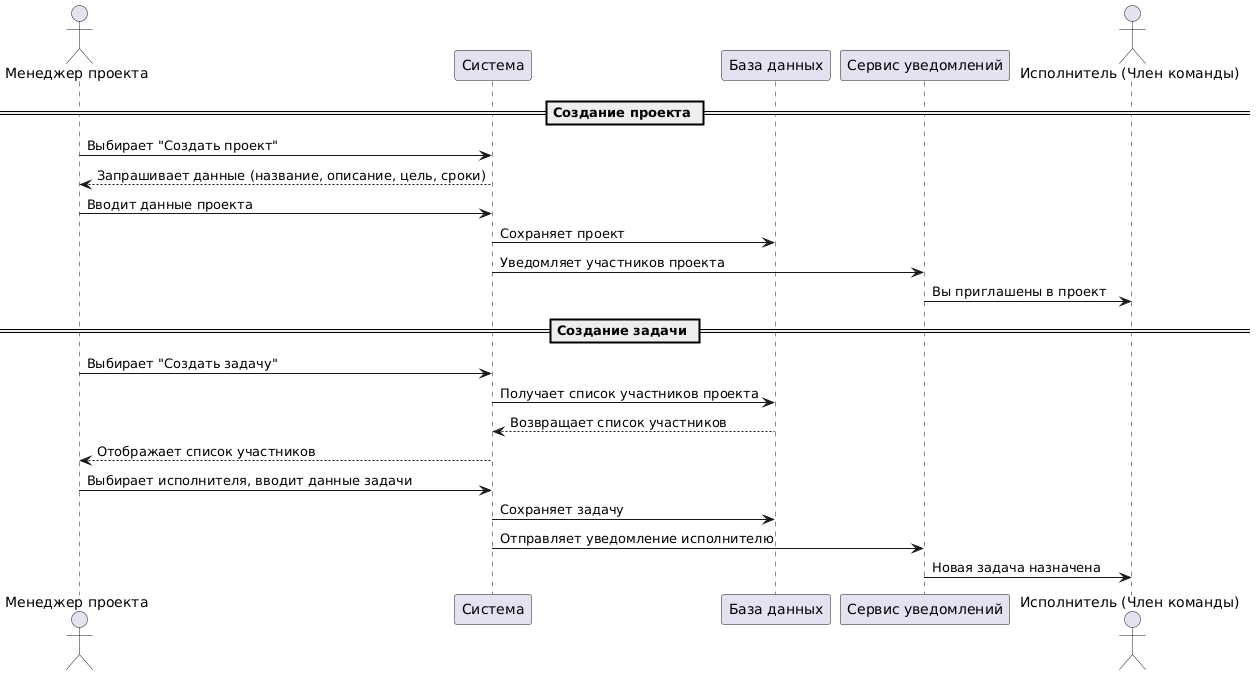 Менеджер проекта
Система
База данных
Сервис уведомлений
Исполнитель (Член команды)
Создание проекта
Выбирает "Создать проект"
Запрашивает данные (название, описание, цель, сроки)
Вводит данные проекта
Сохраняет проект
Уведомляет участников проекта
Вы приглашены в проект
Создание задачи
Выбирает "Создать задачу"
Получает список участников проекта
Возвращает список участников
Отображает список участников
Выбирает исполнителя, вводит данные задачи
Сохраняет задачу
Отправляет уведомление исполнителю
Новая задача назначена
Менеджер проекта
Система
База данных
Сервис уведомлений
Исполнитель (Член команды)